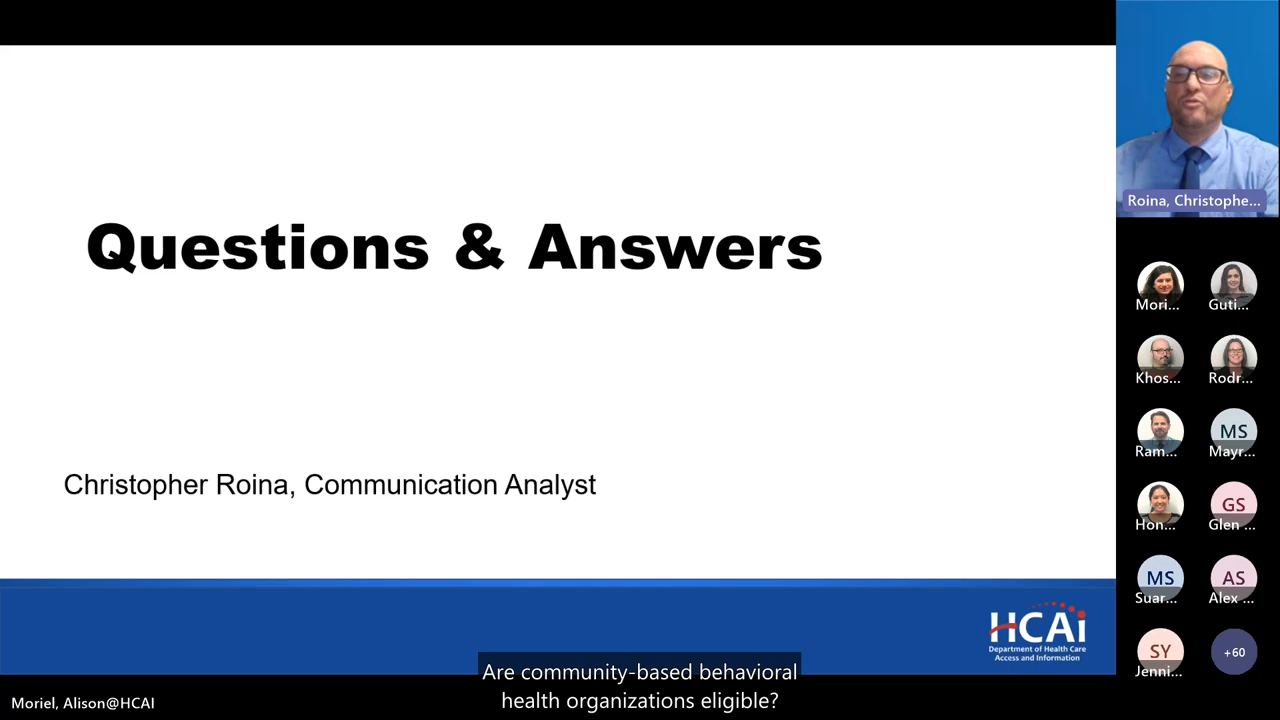 Questions & Answers
Christopher Roina, Communication Analyst
HCAi
Department of Health Care
Access and Information
Are community-based behavioral
health organizations eligible?
Moriel, Alison@HCAI
Roina, Christophe...
Mori...
Guti...
Khos...
Rodr...
Ram...
MS
Mayr...
Hon...
GS
Glen ...
MS
Suar...
AS
Alex ...
SY
Jenni...
+60